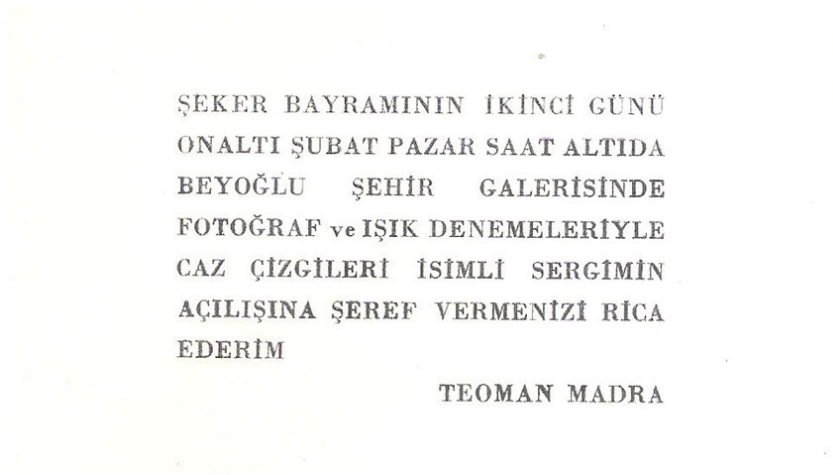 ŞEKER BAYRAMININ İKİNCİ GÜNÜ
ONALTI ŞUBAT PAZAR SAAT ALTIDA
BEYOĞLU ŞEHİR GALERİSİNDE
FOTOĞRAF ve IŞIK DENEMELERİYLE
CAZ ÇİZGİLERİ İSİMLİ SERGİMİN
AÇILIŞINA ŞEREF VERMENİZİ RİCA
EDERİM
TEOMAN MADRA